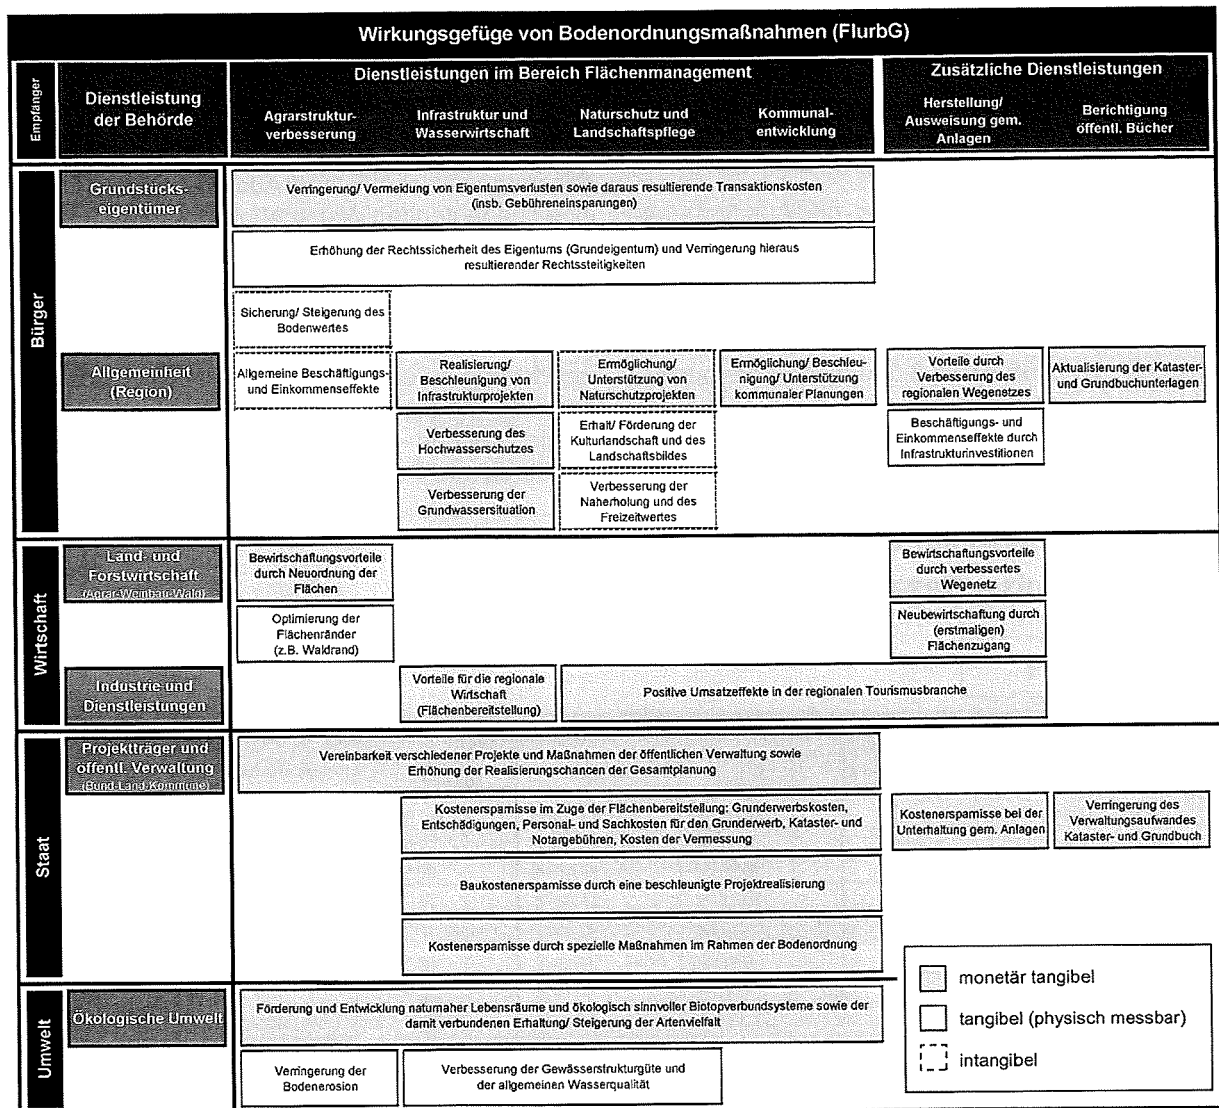 Wirkungsgefüge von Bodenordnungsmaßnahmen (FlurbG)
Empfänger
Dienstleistung
der Behörde
Dienstleistungen im Bereich Flächenmanagement
Zusätzliche Dienstleistungen
Agrarstruktur-
verbesserung
Infrastruktur und
Wasserwirtschaft
Naturschutz und
Landschaftspflege
Kommunal-
entwicklung
Herstellung/
Ausweisung gem.
Anlagen
Berichtigung
öffentl. Bücher
Bürger
Grundstücks-
eigentümer
Verringerung/ Vermeidung von Eigentumsverlusten sowie daraus resultierende Transaktionskosten
(insb. Gebühreneinsparungen)
Erhöhung der Rechtssicherheit des Eigentums (Grundeigentum) und Verringerung hieraus
resultierender Rechtssteitigkeiten
Sicherung/ Steigerung des
Bodenwertes
Allgemeinheit
(Region)
Allgemeine Beschäftigungs-
und Einkommenseffekte
Realisierung/
Beschleunigung von
Infrastrukturprojekten
Ermöglichung/
Unterstützung von
Naturschutzprojekten
Ermöglichung/ Beschleu-
nigung/ Unterstützung
kommunaler Planungen
Vorteile durch
Verbesserung des
regionalen Wegenetzes
Aktualisierung der Kataster-
und Grundbuchunterlagen
Verbesserung des
Hochwasserschutzes
Erhalt/ Förderung der
Kulturlandschaft und des
Landschaftsbildes
Beschäftigungs- und
Einkommenseffekte durch
Infrastrukturinvestitionen
Verbesserung der
Grundwassersituation
Verbesserung der
Naherholung und des
Freizeitwertes
Wirtschaft
Land- und
Forstwirtschaft
(Agrar-Weinbau-Wald)
Bewirtschaftungsvorteile
durch Neuordnung der
Flächen
Bewirtschaftungsvorteile
durch verbessertes
Wegenetz
Optimierung der
Flächenränder
(z.B. Waldrand)
Neubewirtschaftung durch
(erstmaligen)
Flächenzugang
Industrie und
Dienstleistungen
Vorteile für die regionale
Wirtschaft
(Flächenbereitstellung)
Positive Umsatzeffekte in der regionalen Tourismusbranche
Staat
Projektträger und
öffentl. Verwaltung
(Bund-Land-Kommune)
Vereinbarkeit verschiedener Projekte und Maßnahmen der öffentlichen Verwaltung sowie
Erhöhung der Realisierungschancen der Gesamtplanung
Kostenersparnisse im Zuge der Flächenbereitstellung: Grunderwerbskosten,
Entschädigungen, Personal- und Sachkosten für den Grunderwerb, Kataster- und
Notargebühren, Kosten der Vermessung
Kostenersparnisse bei der
Unterhaltung gem. Anlagen
Verringerung des
Verwaltungsaufwandes
Kataster- und Grundbuch
Baukostenersparnisse durch eine beschleunigte Projektrealisierung
Kostenersparnisse durch spezielle Maßnahmen im Rahmen der Bodenordnung
Umwelt
Ökologische Umwelt
Förderung und Entwicklung naturnaher Lebensräume und ökologisch sinnvoller Biotopverbundsysteme sowie der
damit verbundenen Erhaltung/ Steigerung der Artenvielfalt
Verringerung der
Bodenerosion
Verbesserung der Gewässerstrukturgüte und
der allgemeinen Wasserqualität
monetär tangibel
tangibel (physisch messbar)
intangibel